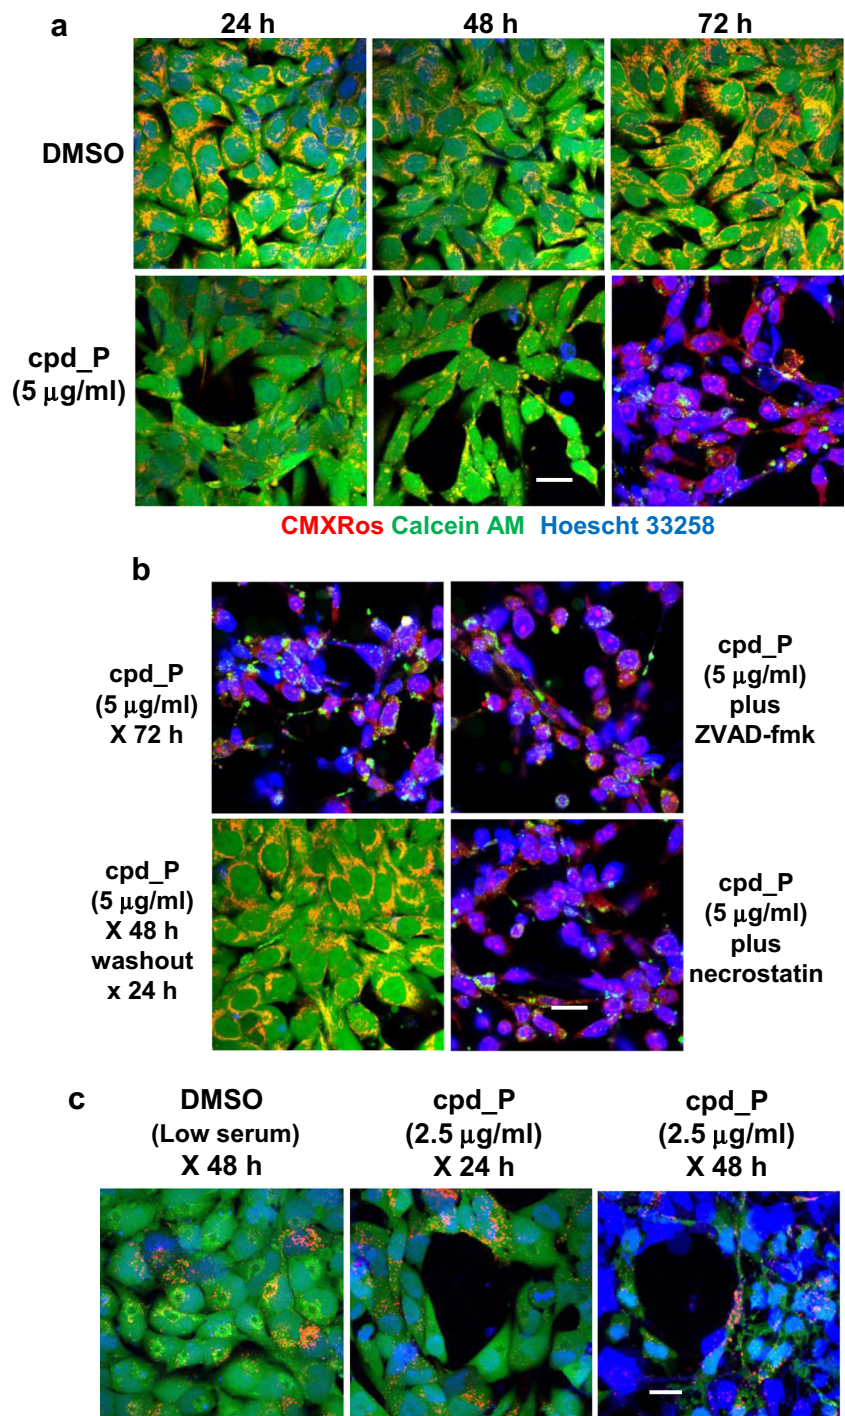 a
24 h
48 h
72 h
DMSO
cpd_P
(5 μg/ml)
CMXRos Calcein AM Hoescht 33258
b
cpd_P
(5 μg/ml)
X 72 h
cpd_P
(5 μg/ml)
plus
ZVAD-fmk
cpd_P
(5 μg/ml)
X 48 h
washout
x 24 h
cpd_P
(5 μg/ml)
plus
necrostatin
c
DMSO
(Low serum)
X 48 h
cpd_P
(2.5 μg/ml)
X 24 h
cpd_P
(2.5 μg/ml)
X 48 h